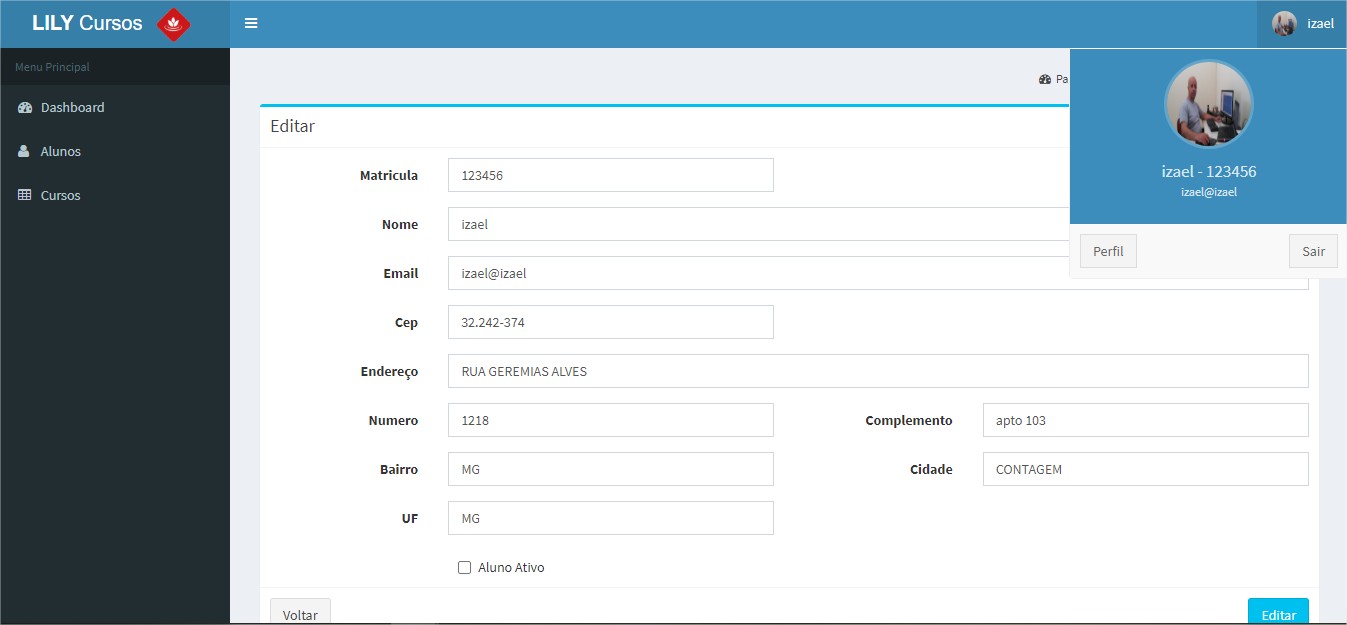 LILY Cursos
izael
Menu Principal
Dashboard
Alunos
Cursos
Pa
izael - 123456
izael@izael
Perfil
Sair
Editar
Matricula
123456
Nome
izael
Email
izael@izael
Cep
32.242-374
Endereço
RUA GEREMIAS ALVES
Numero
1218
Complemento
apto 103
Bairro
MG
Cidade
CONTAGEM
UF
MG
Aluno Ativo
Voltar
Editar